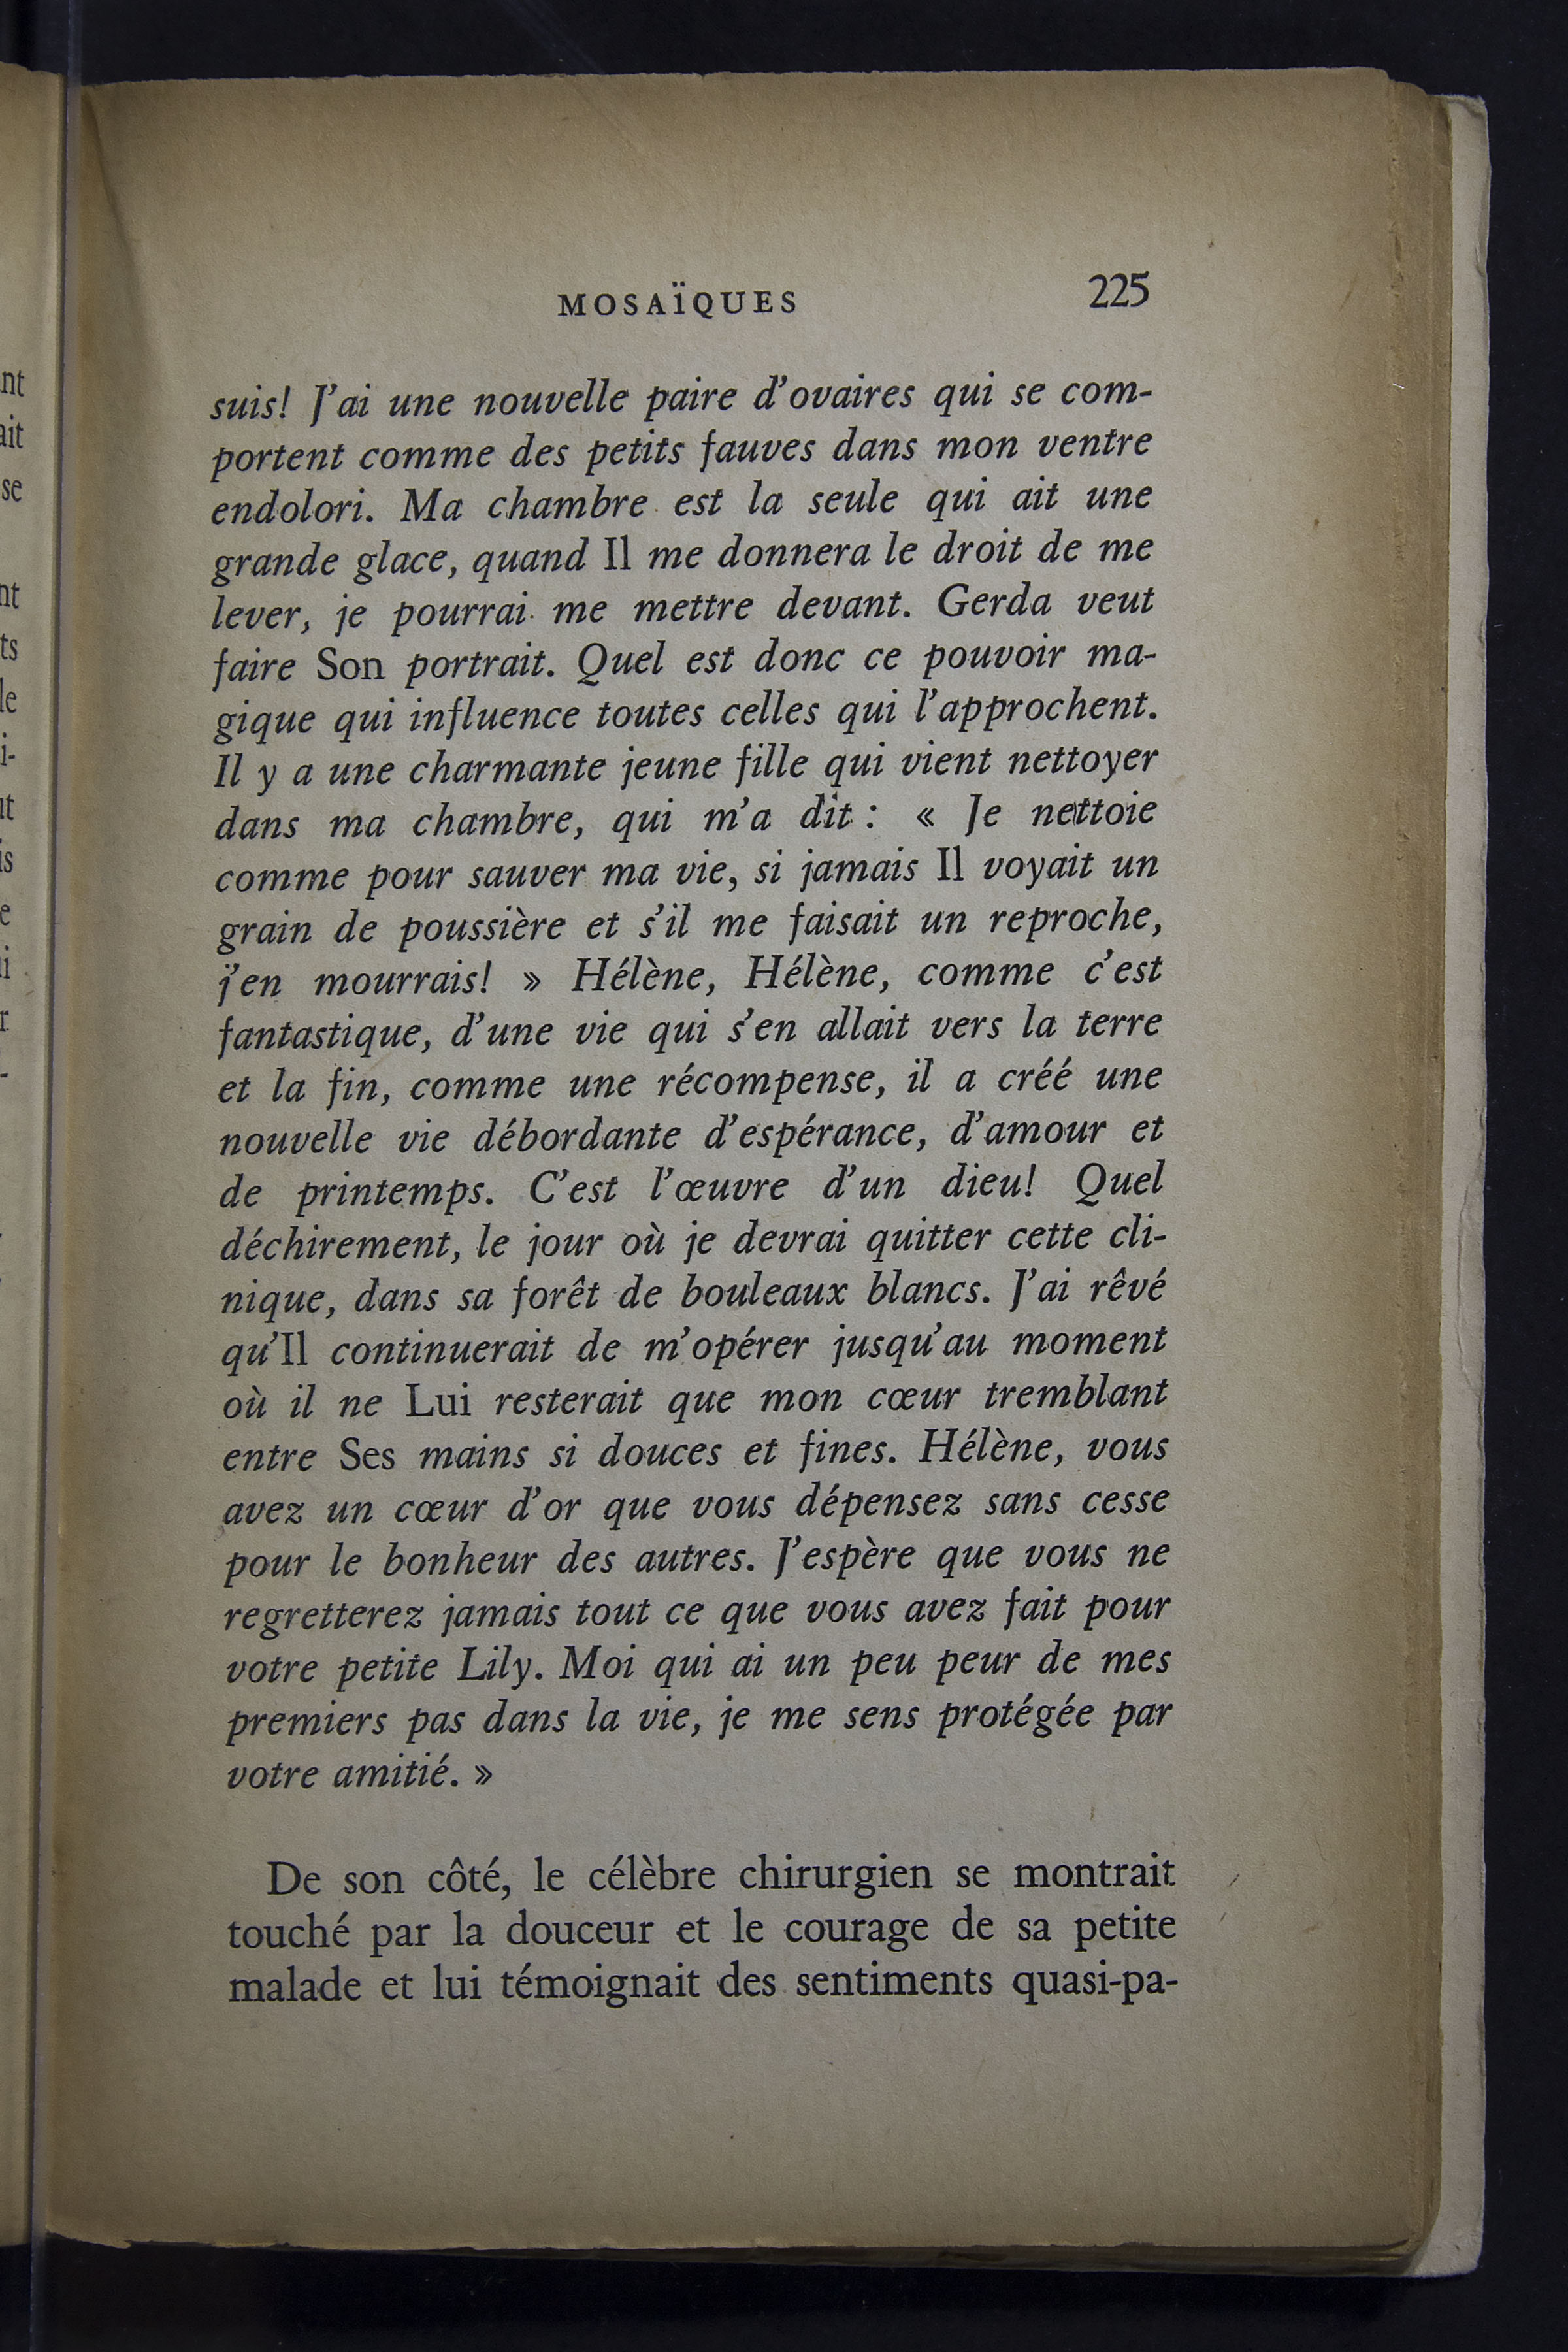 MOSAÏQUES 225
suis! J'ai une nouvelle paire d'ovaires qui se com-
portent comme des petits fauves dans mon ventre
endolori. Ma chambre est la seule qui ait une
grande glace, quand Il me donnera le droit de me
lever, je pourrai me mettre devant. Gerda veut
faire Son portrait. Quel est donc ce pouvoir ma-
gique qui influence toutes celles qui l'approchent.
Il y a une charmante jeune fille qui vient nettoyer
dans ma chambre, qui m'a dit : « Je nettoie
comme pour sauver ma vie, si jamais Il voyait un
grain de poussière et s'il me faisait un reproche,
j'en mourrais! » Hélène, Hélène, comme c'est
fantastique, d'une vie qui s'en allait vers la terre
et la fin, comme une récompense, il a créé une
nouvelle vie débordante d'espérance, d'amour et
de printemps. C'est l'œuvre d'un dieu! Quel
déchirement, le jour où je devrai quitter cette cli-
nique, dans sa forêt de bouleaux blancs. J'ai rêvé
qu'Il continuerait de m'opérer jusqu'au moment
où il ne Lui resterait que mon cœur tremblant
entre Ses mains si douces et fines. Hélène, vous
avez un cœur d'or que vous dépensez sans cesse
pour le bonheur des autres. J'espère que vous ne
regretterez jamais tout ce que vous avez fait pour
votre petite Lily. Moi qui ai un peu peur de mes
premiers pas dans la vie, je me sens protégée par
votre amitié. »
De son côté, le célèbre chirurgien se montrait
touché par la douceur et le courage de sa petite
malade et lui témoignait des sentiments quasi-pa-